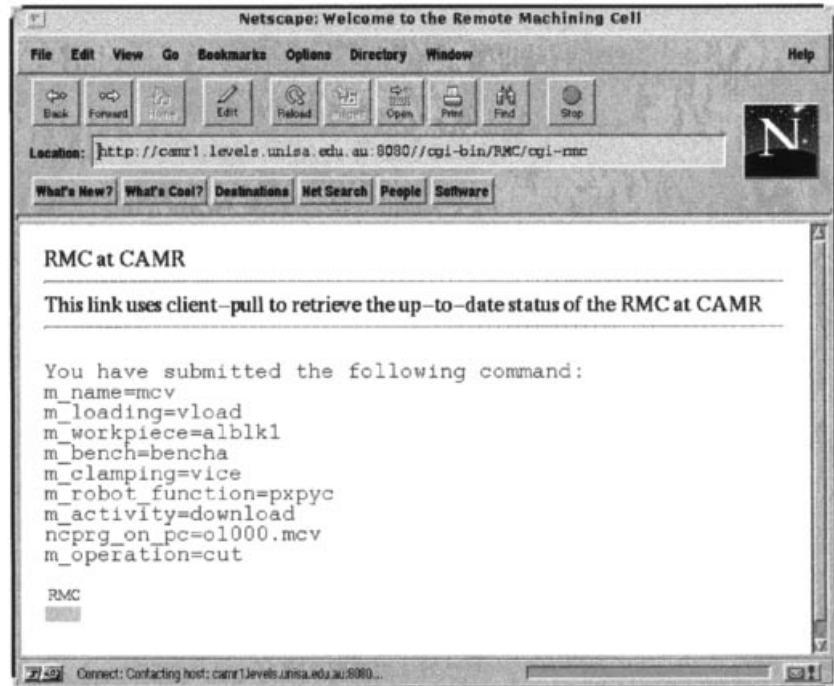 Netscape: Welcome to the Remote Machining Cell
File Edit View Go Bookmarks Options Directory Window Help
Back Forward Home Edit Reload Images Open Print Find Stop
N
Location: http://camr1.levels.unisa.edu.au:8080//cgi-bin/RMC/cgi-rmc
What's New? What's Cool? Destinations Net Search People Software
RMC at CAMR
This link uses client-pull to retrieve the up-to-date status of the RMC at CAMR
You have submitted the following command:
m_name=mcv
m_loading=vload
m_workpiece=alblk1
m_bench=bencha
m_clamping=vice
m_robot_function=pxpyc
m_activity=download
ncprg_on_pc=o1000.mcv
m_operation=cut
RMC
Connect: Contacting host: camr1.levels.unisa.edu.au:8080...